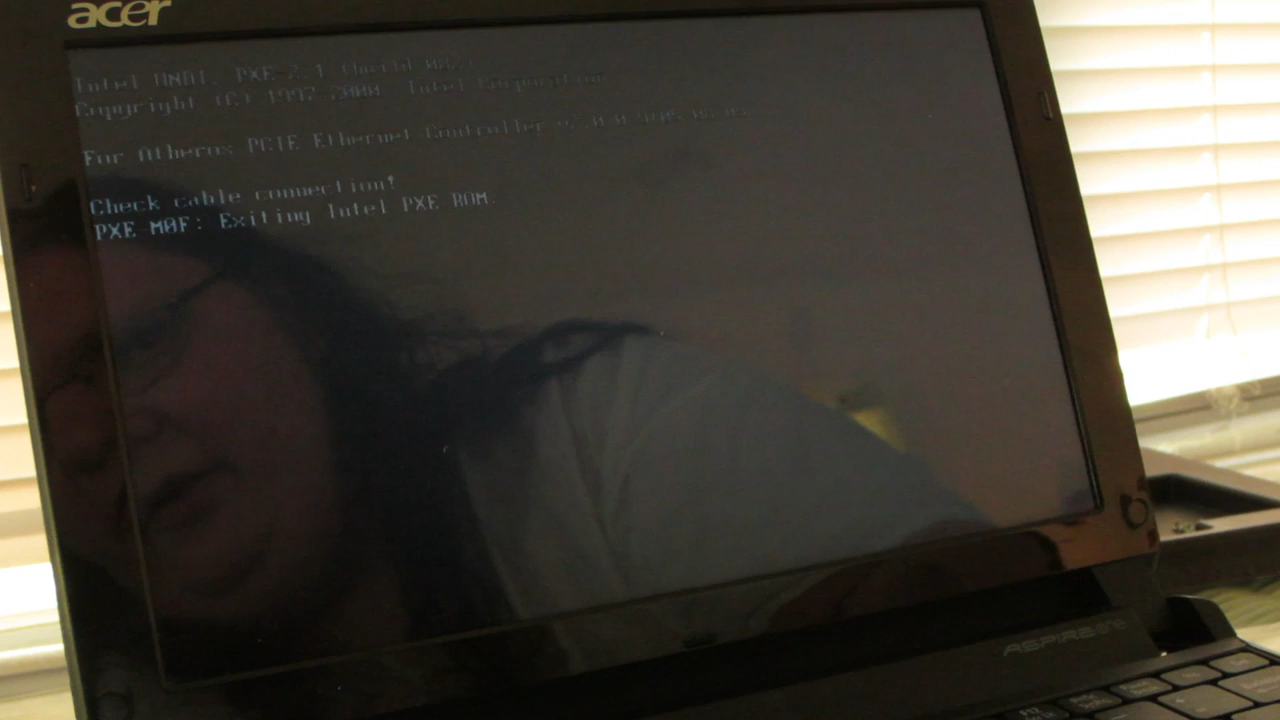 acer
Intel UNDI, PXE-2.1
Copyright (C) 1997-2000 Intel Corporation
For Atheros PCIE Ethernet Controller
Check cable connection!
PXE-M0F: Exiting Intel PXE ROM.
ASPIRE one